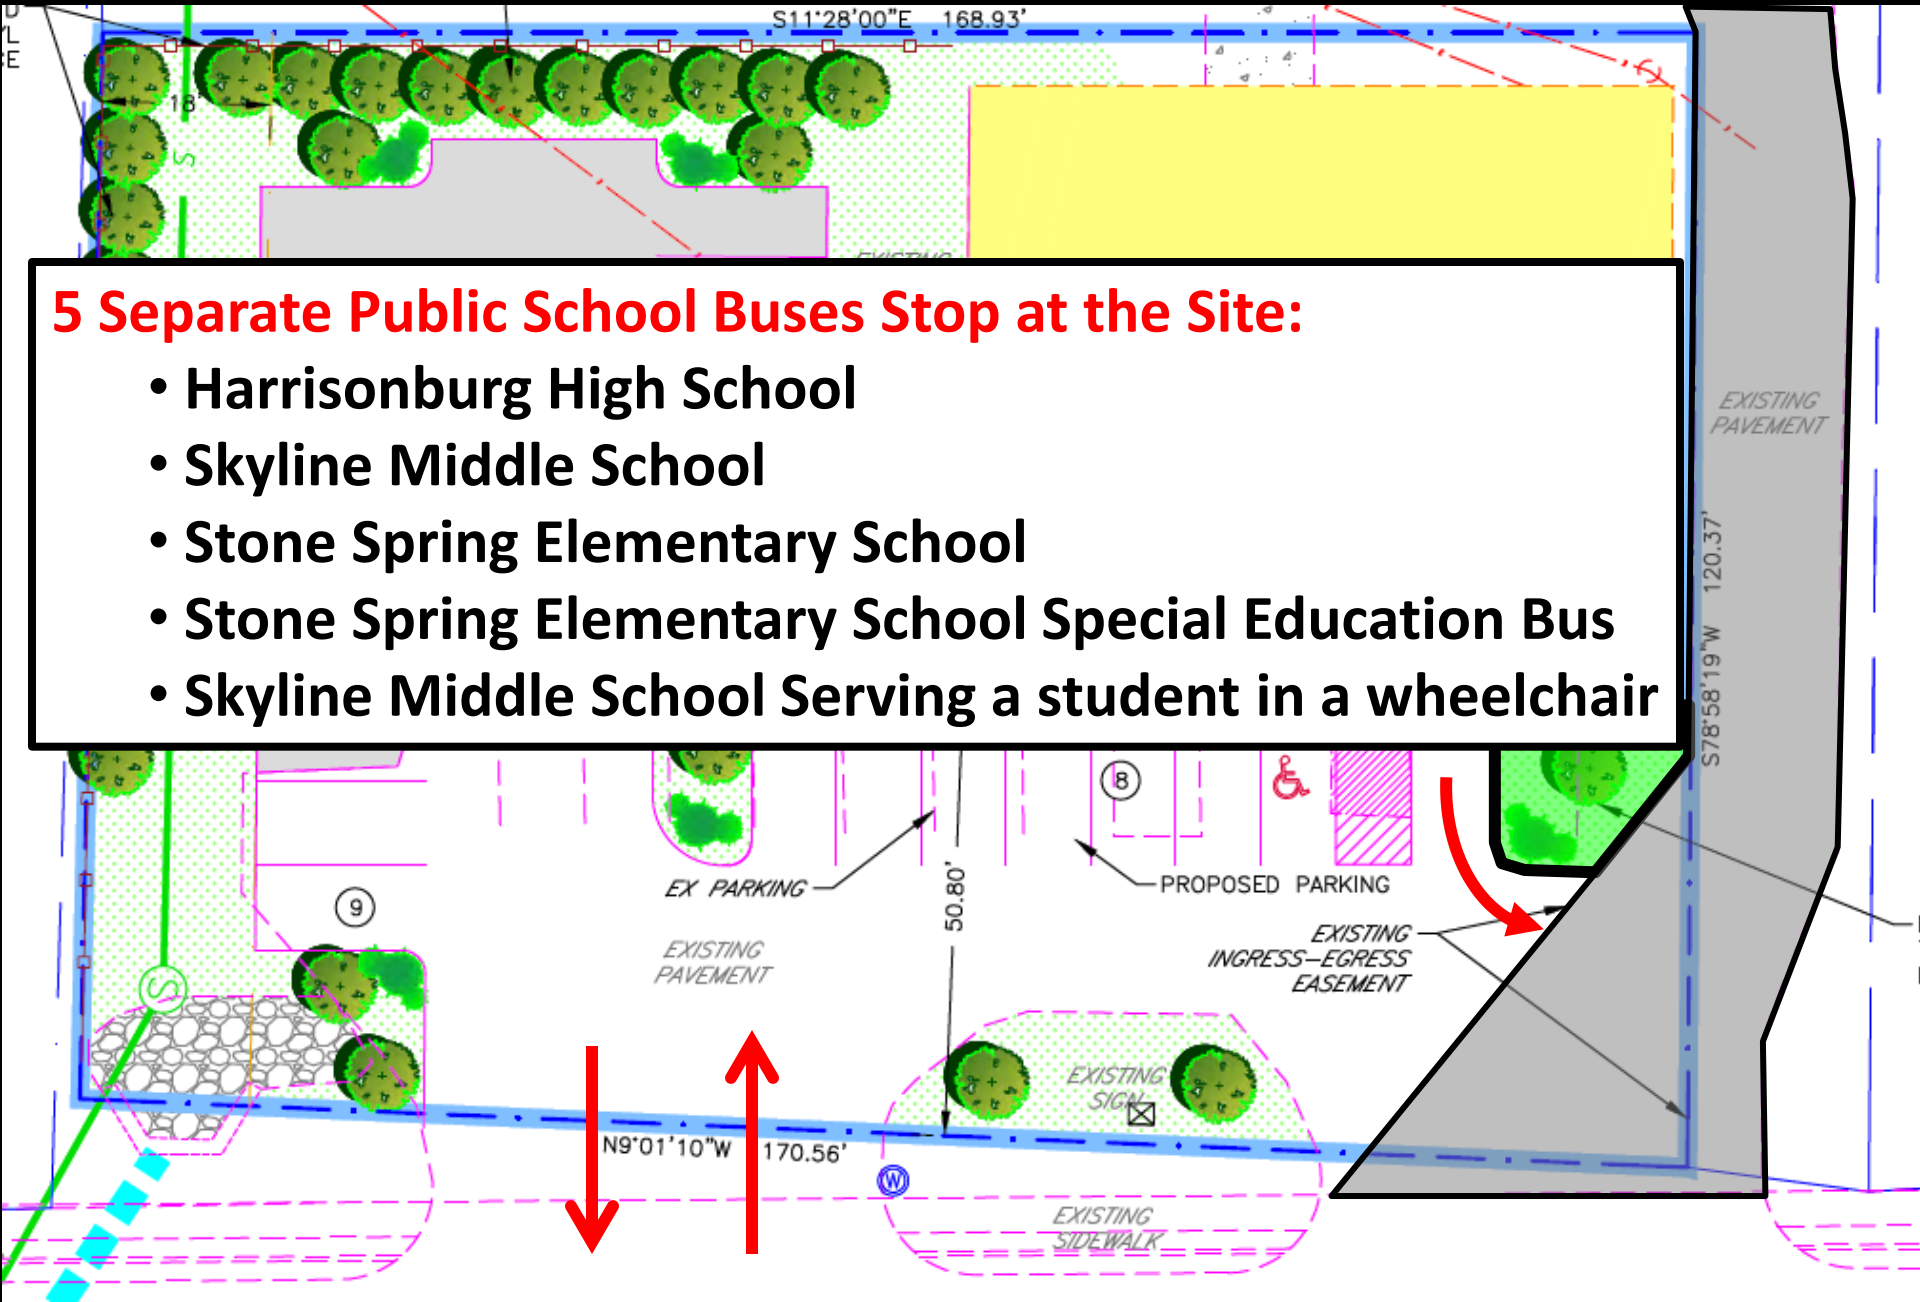 S11°28'00"E 168.93'
YL
CE
18'
S
EXISTING
5 Separate Public School Buses Stop at the Site:
• Harrisonburg High School
• Skyline Middle School
• Stone Spring Elementary School
• Stone Spring Elementary School Special Education Bus
• Skyline Middle School Serving a student in a wheelchair
EXISTING
PAVEMENT
S78°58'19"W 120.37'
8
EX PARKING
PROPOSED PARKING
9
50.80'
EXISTING
PAVEMENT
EXISTING
INGRESS–EGRESS
EASEMENT
S
EXISTING
SIGN
N9°01'10"W 170.56'
W
EXISTING
SIDEWALK